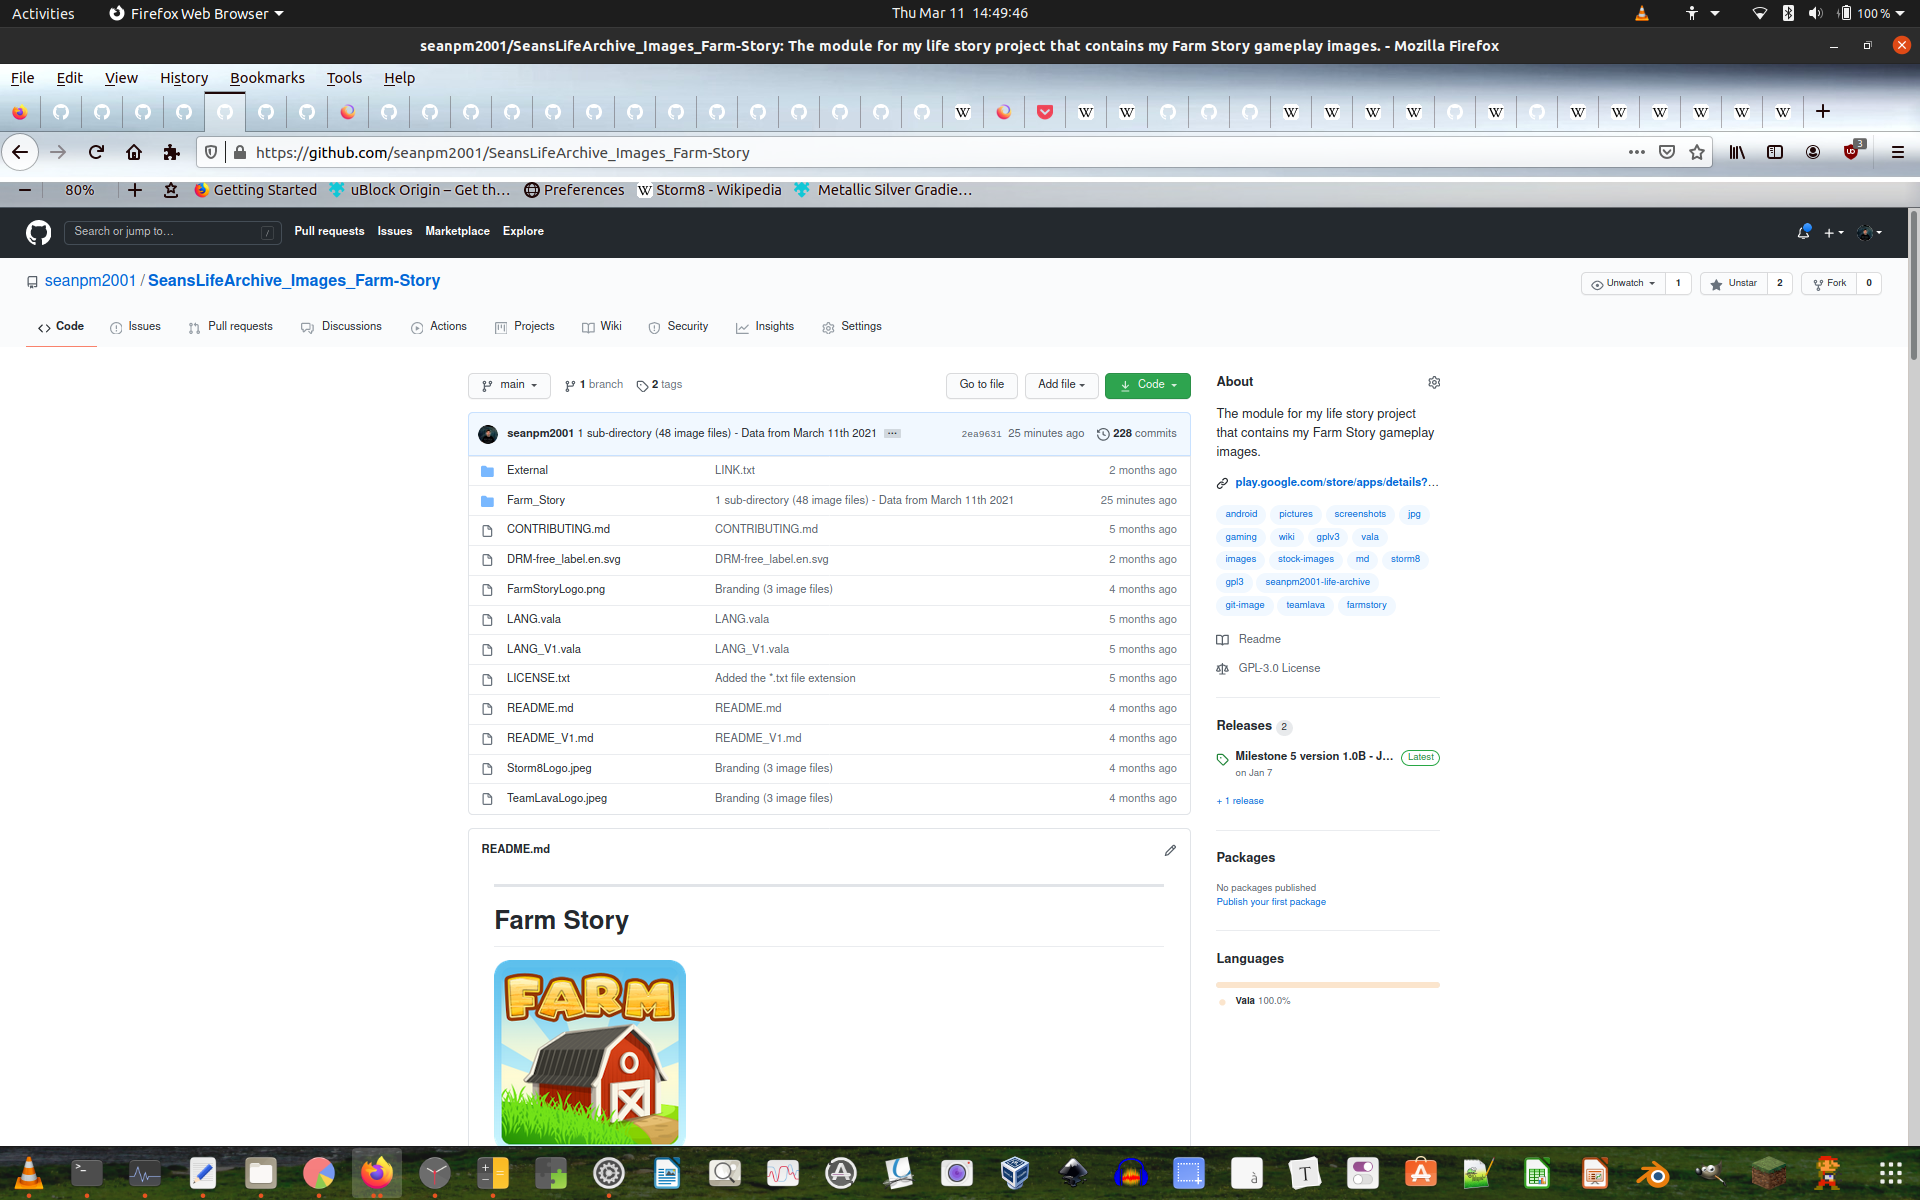 Activities Firefox Web Browser Thu Mar 11 14:49:46 100 %
seanpm2001/SeansLifeArchive_Images_Farm-Story: The module for my life story project that contains my Farm Story gameplay images. - Mozilla Firefox
File Edit View History Bookmarks Tools Help
https://github.com/seanpm2001/SeansLifeArchive_Images_Farm-Story 3
80% Getting Started uBlock Origin – Get th… Preferences Storm8 - Wikipedia Metallic Silver Gradie…
Search or jump to… / Pull requests Issues Marketplace Explore
seanpm2001 / SeansLifeArchive_Images_Farm-Story Unwatch 1 Unstar 2 Fork 0
Code Issues Pull requests Discussions Actions Projects Wiki Security Insights Settings
main 1 branch 2 tags Go to file Add file Code
seanpm2001 1 sub-directory (48 image files) - Data from March 11th 2021 2ea9631 25 minutes ago 228 commits
External LINK.txt 2 months ago
Farm_Story 1 sub-directory (48 image files) - Data from March 11th 2021 25 minutes ago
CONTRIBUTING.md CONTRIBUTING.md 5 months ago
DRM-free_label.en.svg DRM-free_label.en.svg 2 months ago
FarmStoryLogo.png Branding (3 image files) 4 months ago
LANG.vala LANG.vala 5 months ago
LANG_V1.vala LANG_V1.vala 5 months ago
LICENSE.txt Added the *.txt file extension 5 months ago
README.md README.md 4 months ago
README_V1.md README_V1.md 4 months ago
Storm8Logo.jpeg Branding (3 image files) 4 months ago
TeamLavaLogo.jpeg Branding (3 image files) 4 months ago
README.md
Farm Story
FARM
About
The module for my life story project
that contains my Farm Story gameplay
images.
play.google.com/store/apps/details?…
android pictures screenshots jpg
gaming wiki gplv3 vala
images stock-images md storm8
gpl3 seanpm2001-life-archive
git-image teamlava farmstory
Readme
GPL-3.0 License
Releases 2
Milestone 5 version 1.0B - J… Latest
on Jan 7
+ 1 release
Packages
No packages published
Publish your first package
Languages
Vala 100.0%